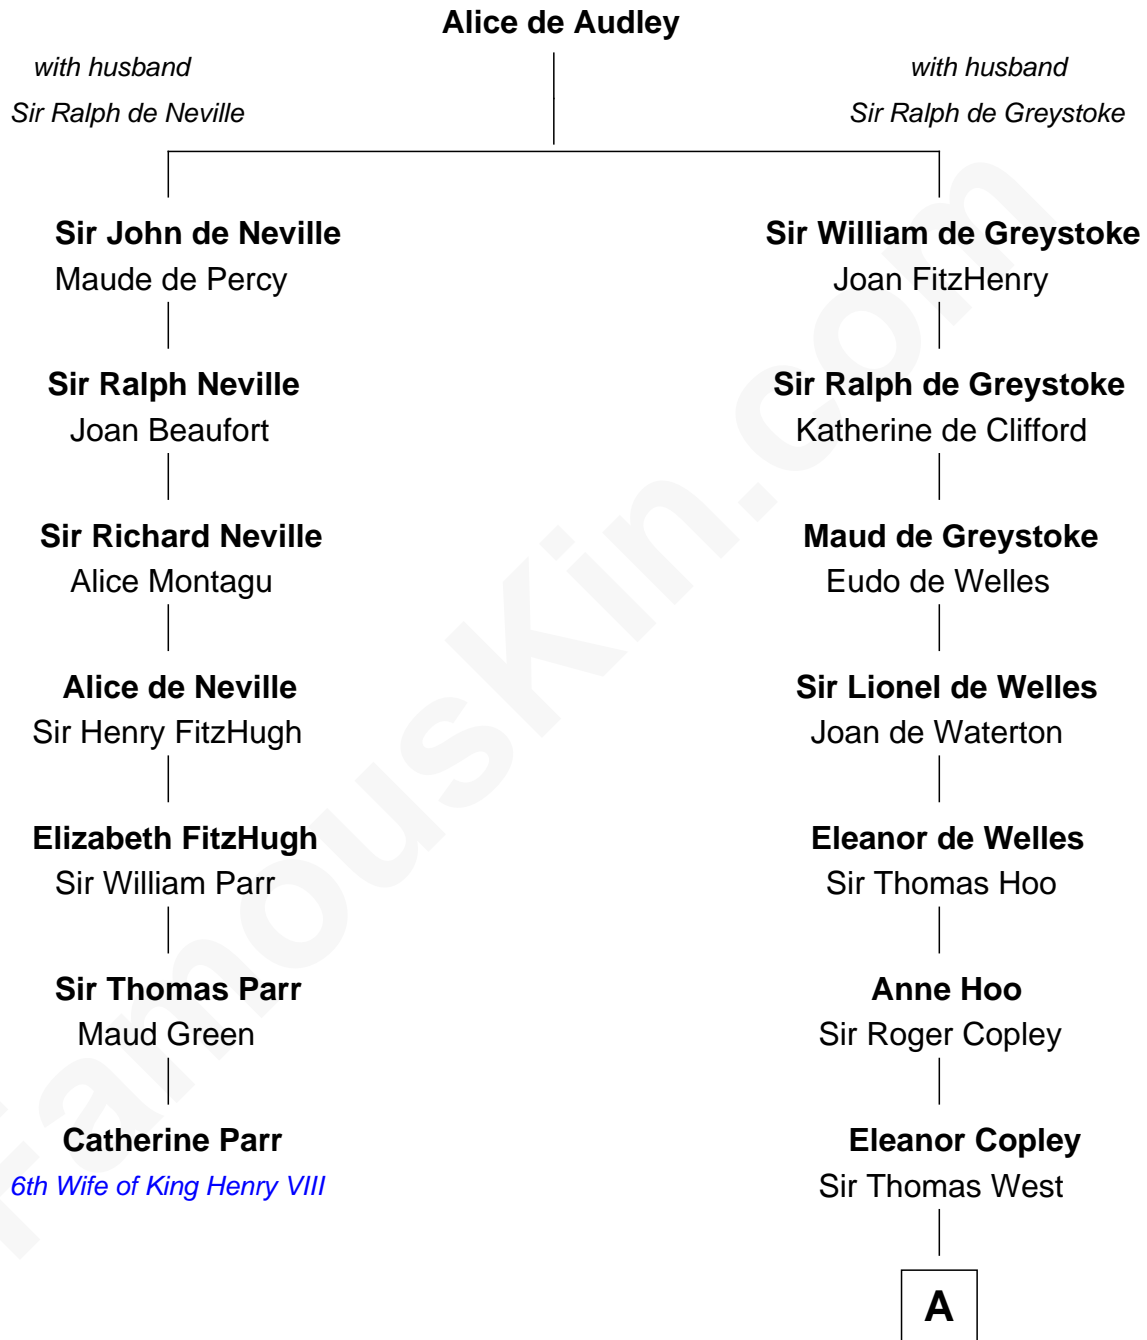 Alice de Audley
with husband
Sir Ralph de Neville
with husband
Sir Ralph de Greystoke
Sir John de Neville
Maude de Percy
Sir William de Greystoke
Joan FitzHenry
Sir Ralph Neville
Joan Beaufort
Sir Ralph de Greystoke
Katherine de Clifford
Sir Richard Neville
Alice Montagu
Maud de Greystoke
Eudo de Welles
Alice de Neville
Sir Henry FitzHugh
Sir Lionel de Welles
Joan de Waterton
Elizabeth FitzHugh
Sir William Parr
Eleanor de Welles
Sir Thomas Hoo
Sir Thomas Parr
Maud Green
Anne Hoo
Sir Roger Copley
Catherine Parr
6th Wife of King Henry VIII
Eleanor Copley
Sir Thomas West
A
FamousKin.com